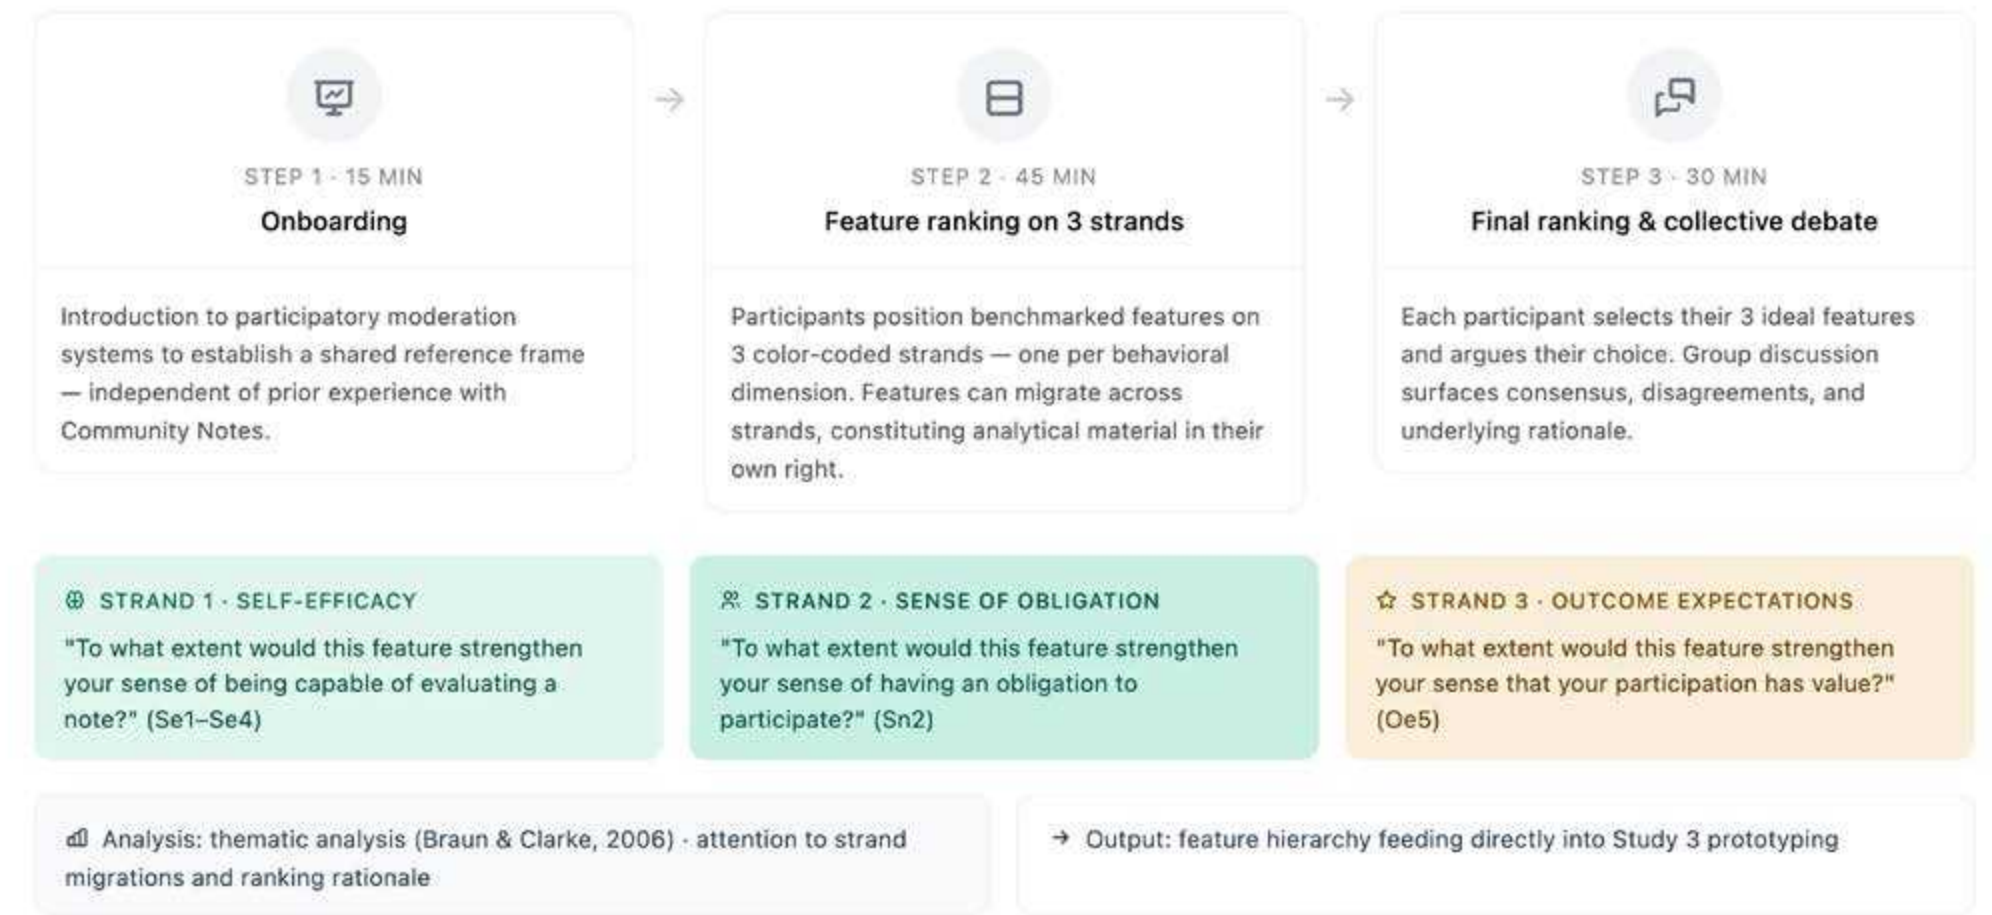 STEP 1 · 15 MIN
Onboarding
Introduction to participatory moderation
systems to establish a shared reference frame
— independent of prior experience with
Community Notes.
STEP 2 · 45 MIN
Feature ranking on 3 strands
Participants position benchmarked features on
3 color-coded strands — one per behavioral
dimension. Features can migrate across
strands, constituting analytical material in their
own right.
STEP 3 · 30 MIN
Final ranking & collective debate
Each participant selects their 3 ideal features
and argues their choice. Group discussion
surfaces consensus, disagreements, and
underlying rationale.
STRAND 1 · SELF-EFFICACY
"To what extent would this feature strengthen
your sense of being capable of evaluating a
note?" (Se1–Se4)
STRAND 2 · SENSE OF OBLIGATION
"To what extent would this feature strengthen
your sense of having an obligation to
participate?" (Sn2)
STRAND 3 · OUTCOME EXPECTATIONS
"To what extent would this feature strengthen
your sense that your participation has value?"
(Oe5)
Analysis: thematic analysis (Braun & Clarke, 2006) · attention to strand
migrations and ranking rationale
→ Output: feature hierarchy feeding directly into Study 3 prototyping